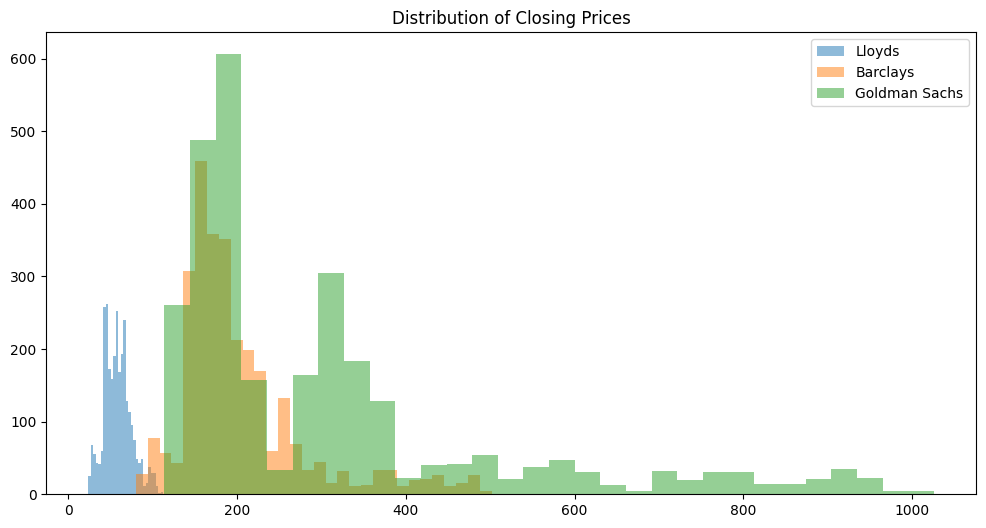 Distribution of Closing Prices
Lloyds
Barclays
Goldman Sachs
600
500
400
300
200
100
0
0 200 400 600 800 1000